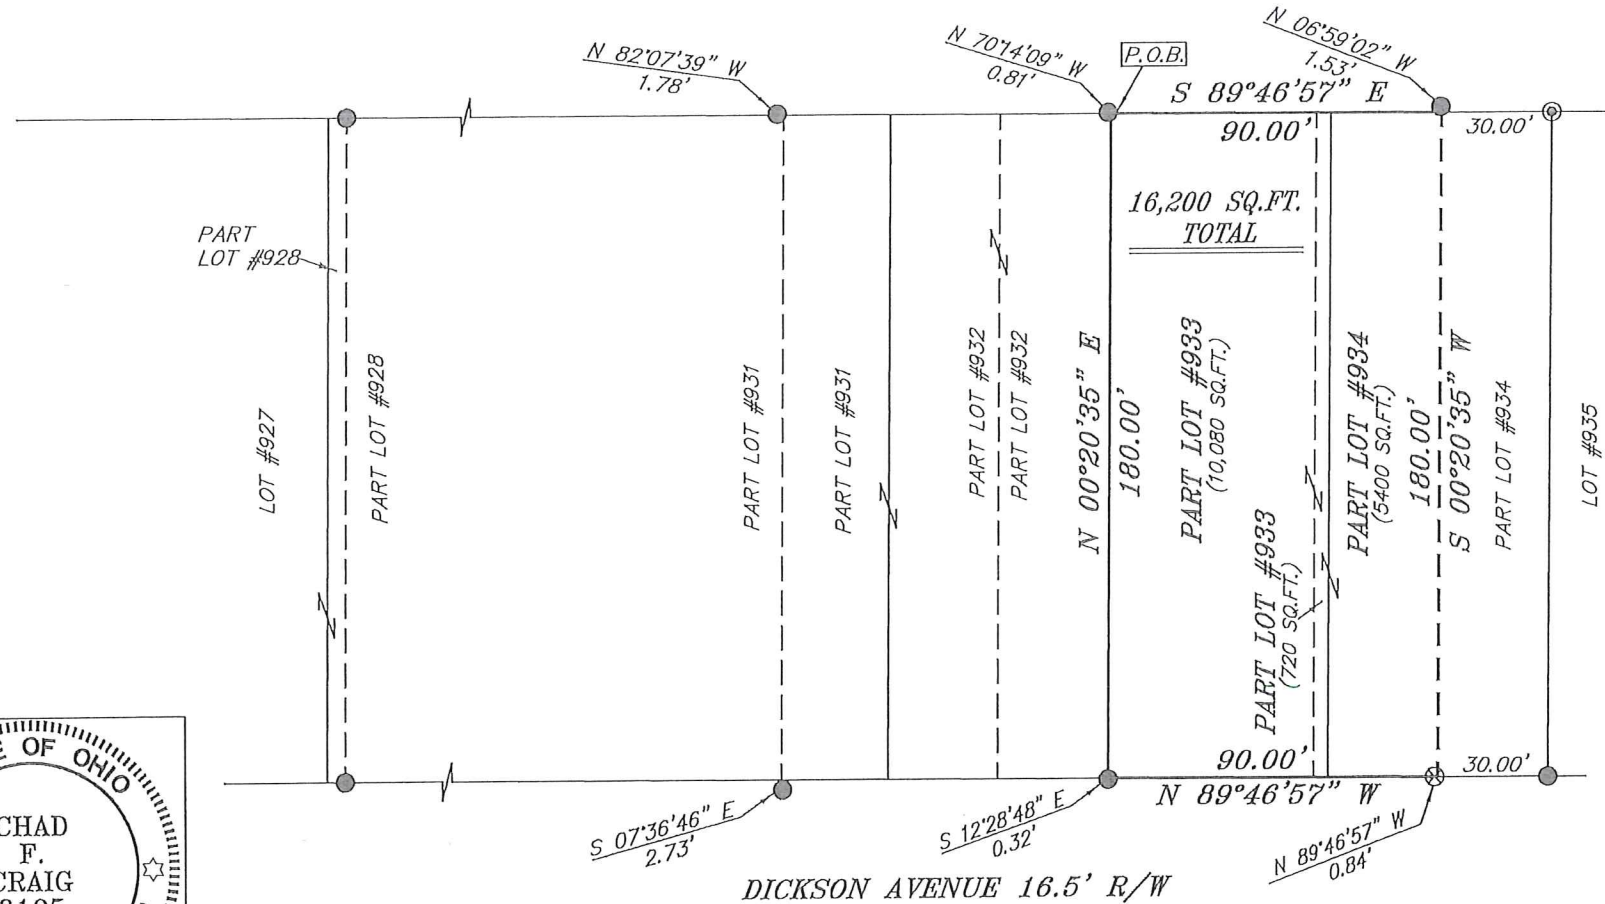 N 82°07'39" W
1.78'
N 70°14'09" W
0.81'
P.O.B.
N 06°59'02" W
1.53'
S 89°46'57" E
90.00'
30.00'
16,200 SQ.FT.
TOTAL
PART
LOT #928
LOT #927
PART LOT #928
PART LOT #931
PART LOT #931
PART LOT #932
PART LOT #932
N 00°20'35" E
180.00'
PART LOT #933
(10,080 SQ.FT.)
PART LOT #933
(720 SQ.FT.)
PART LOT #934
(5400 SQ.FT.)
180.00'
S 00°20'35" W
PART LOT #934
LOT #935
90.00'
30.00'
N 89°46'57" W
S 07°36'46" E
2.73'
S 12°28'48" E
0.32'
N 89°46'57" W
0.84'
DICKSON AVENUE 16.5' R/W
E OF OHIO
CHAD
F.
CRAIG